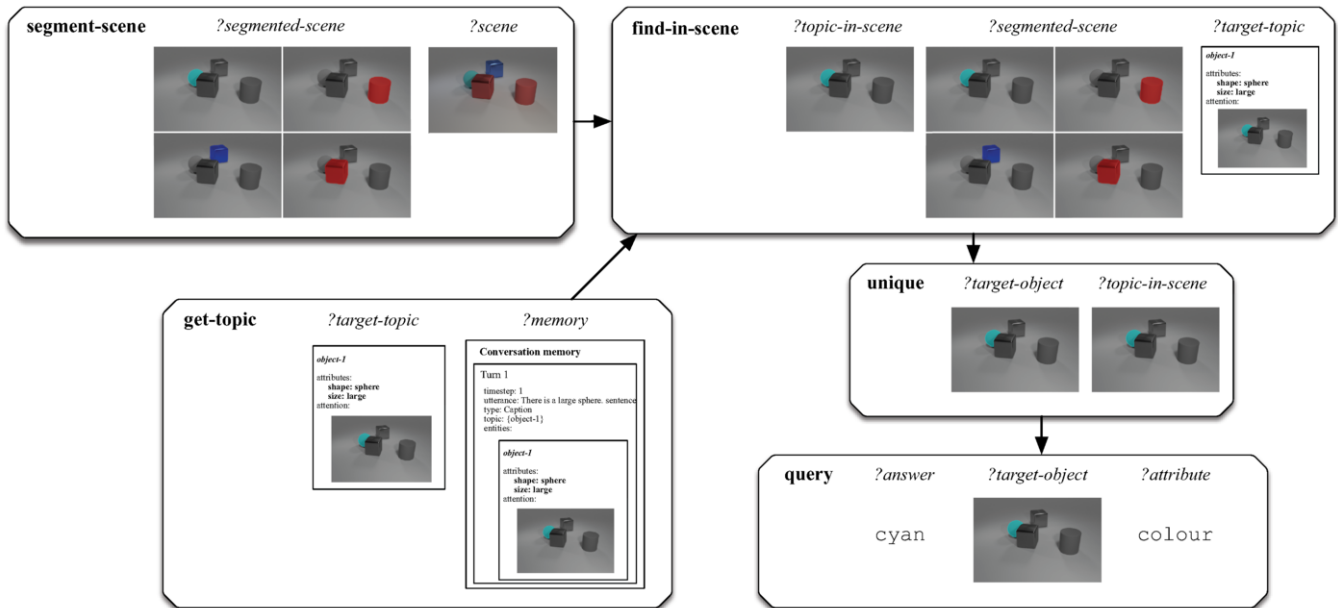 segment-scene ?segmented-scene ?scene
find-in-scene ?topic-in-scene ?segmented-scene ?target-topic
object-1
attributes:
shape: sphere
size: large
attention:
unique ?target-object ?topic-in-scene
get-topic ?target-topic ?memory
object-1
attributes:
shape: sphere
size: large
attention:
Conversation memory
Turn 1
timestep: 1
utterance: There is a large sphere. sentence
type: Caption
topic: {object-1}
entities:
object-1
attributes:
shape: sphere
size: large
attention:
query ?answer ?target-object ?attribute
cyan colour